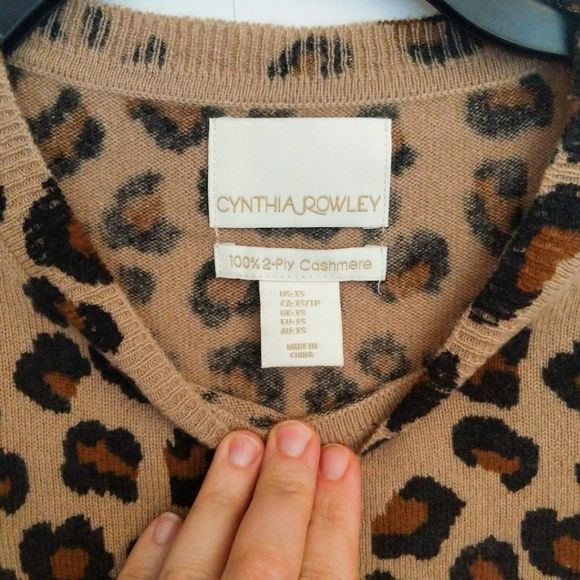 CYNTHIA ROWLEY
100% 2-Ply Cashmere
US:XS
CA:XS/TP
UK:XS
EU:XS
AU:XS
MADE IN
CHINA